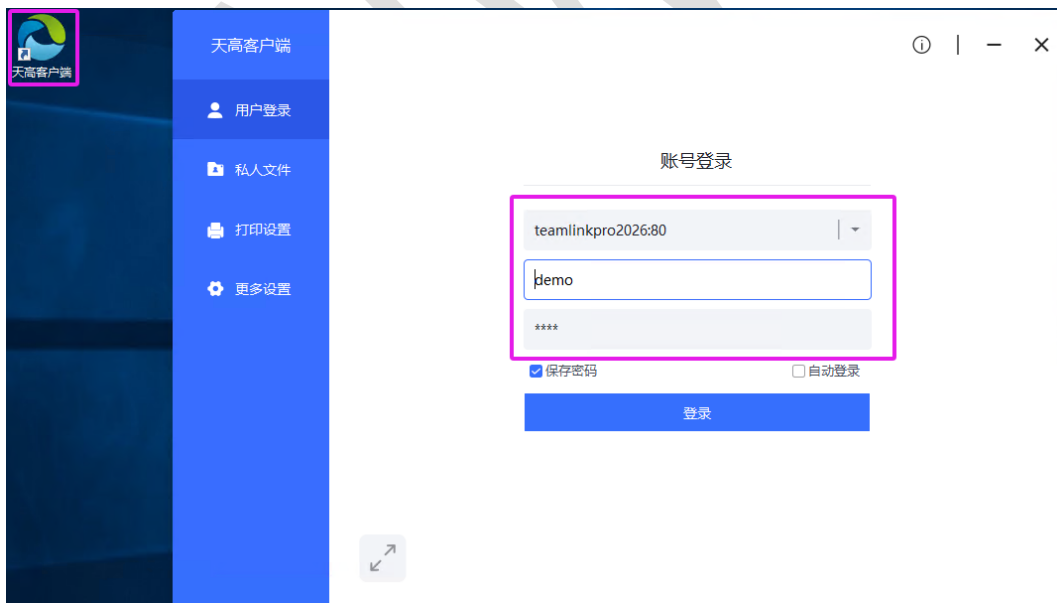 天高客户端
天高客户端
用户登录
私人文件
打印设置
更多设置
账号登录
teamlinkpro2026:80
demo
****
保存密码
自动登录
登录